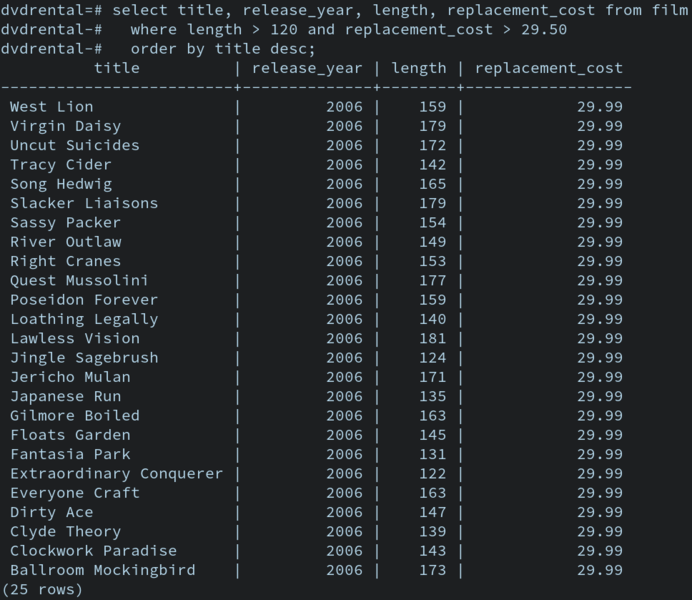 dvdrental=# select title, release_year, length, replacement_cost from film
dvdrental-#   where length > 120 and replacement_cost > 29.50
dvdrental-#   order by title desc;
         title          | release_year | length | replacement_cost
------------------------+--------------+--------+------------------
 West Lion              |         2006 |    159 |            29.99
 Virgin Daisy           |         2006 |    179 |            29.99
 Uncut Suicides         |         2006 |    172 |            29.99
 Tracy Cider            |         2006 |    142 |            29.99
 Song Hedwig            |         2006 |    165 |            29.99
 Slacker Liaisons       |         2006 |    179 |            29.99
 Sassy Packer           |         2006 |    154 |            29.99
 River Outlaw           |         2006 |    149 |            29.99
 Right Cranes           |         2006 |    153 |            29.99
 Quest Mussolini        |         2006 |    177 |            29.99
 Poseidon Forever       |         2006 |    159 |            29.99
 Loathing Legally       |         2006 |    140 |            29.99
 Lawless Vision         |         2006 |    181 |            29.99
 Jingle Sagebrush       |         2006 |    124 |            29.99
 Jericho Mulan          |         2006 |    171 |            29.99
 Japanese Run           |         2006 |    135 |            29.99
 Gilmore Boiled         |         2006 |    163 |            29.99
 Floats Garden          |         2006 |    145 |            29.99
 Fantasia Park          |         2006 |    131 |            29.99
 Extraordinary Conquerer |         2006 |    122 |            29.99
 Everyone Craft         |         2006 |    163 |            29.99
 Dirty Ace              |         2006 |    147 |            29.99
 Clyde Theory           |         2006 |    139 |            29.99
 Clockwork Paradise     |         2006 |    143 |            29.99
 Ballroom Mockingbird   |         2006 |    173 |            29.99
(25 rows)